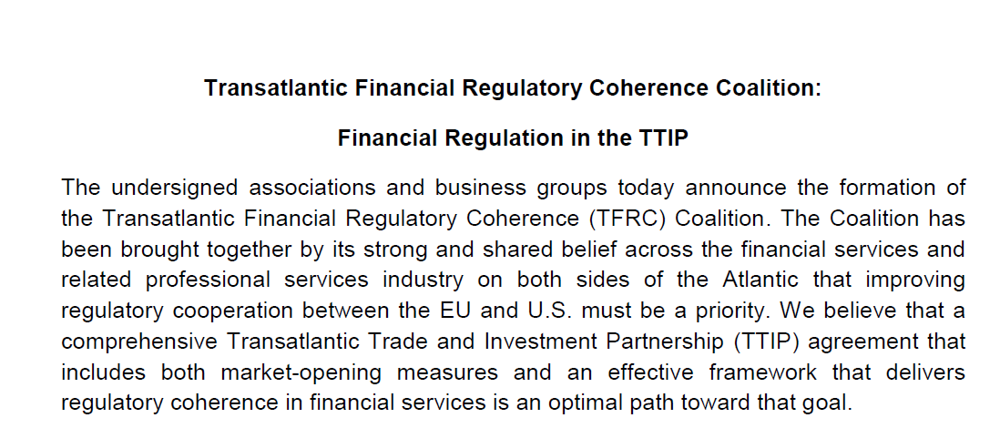 Transatlantic Financial Regulatory Coherence Coalition:
Financial Regulation in the TTIP
The undersigned associations and business groups today announce the formation of
the Transatlantic Financial Regulatory Coherence (TFRC) Coalition. The Coalition has
been brought together by its strong and shared belief across the financial services and
related professional services industry on both sides of the Atlantic that improving
regulatory cooperation between the EU and U.S. must be a priority. We believe that a
comprehensive Transatlantic Trade and Investment Partnership (TTIP) agreement that
includes both market-opening measures and an effective framework that delivers
regulatory coherence in financial services is an optimal path toward that goal.